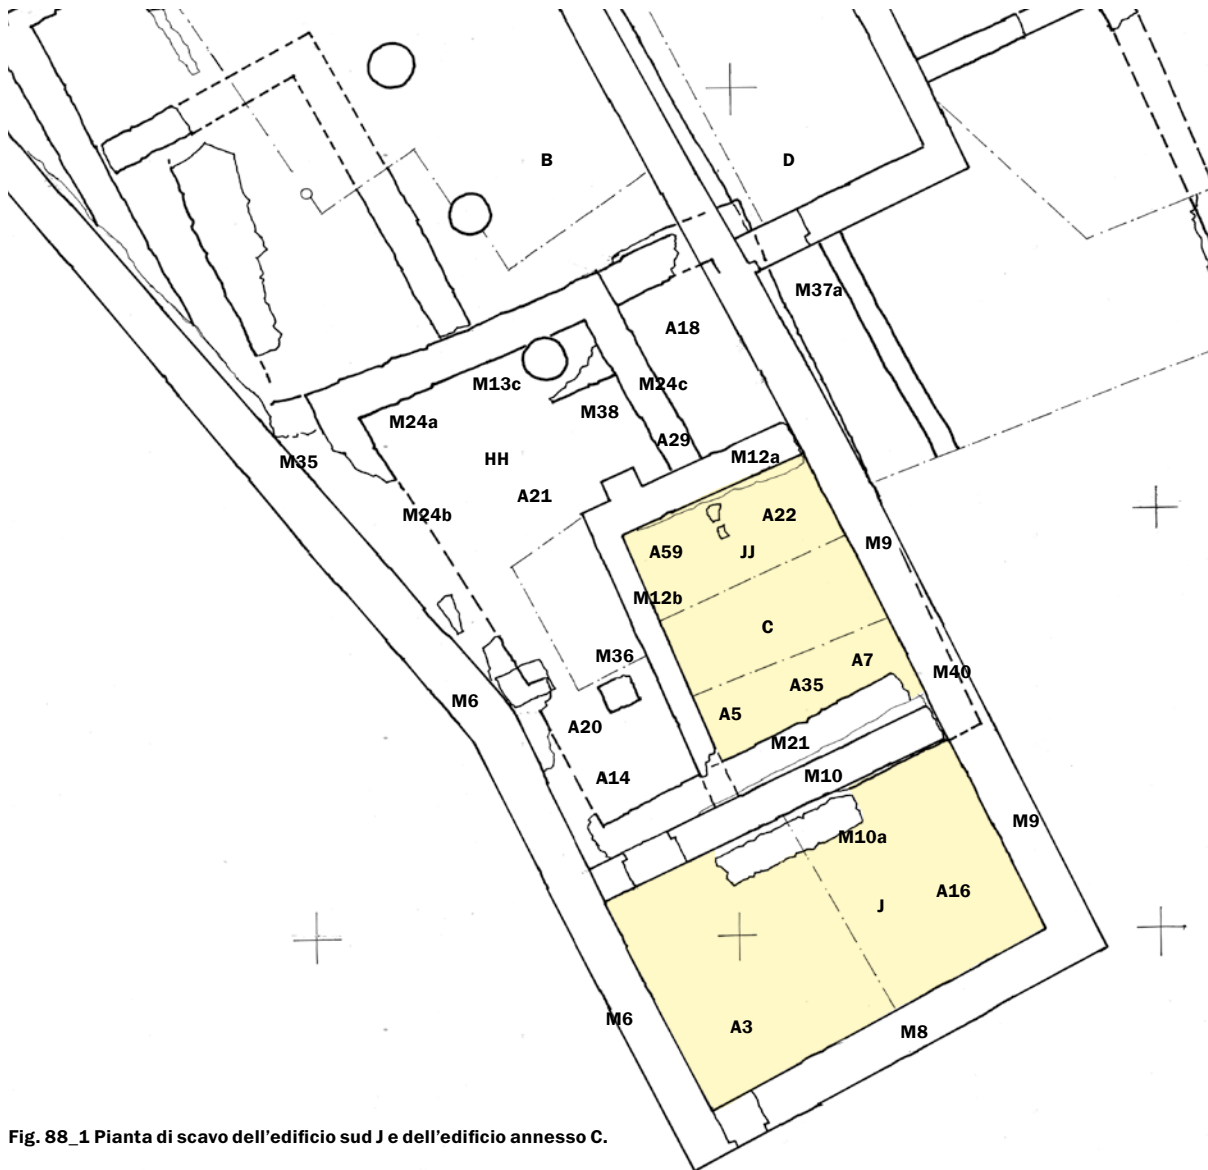 B
D
M37a
A18
M13c
M24c
M38
M24a
A29
HH
M35
M12a
A21
M24b
A22
M9
A59
JJ
M12b
C
M36
A7
M40
A35
M6
A5
A20
M21
A14
M10
M9
M10a
A16
J
M6
A3
M8
Fig. 88_1 Pianta di scavo dell’edificio sud J e dell’edificio annesso C.